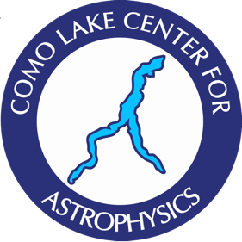 COMO LAKE CENTER FOR
ASTROPHYSICS